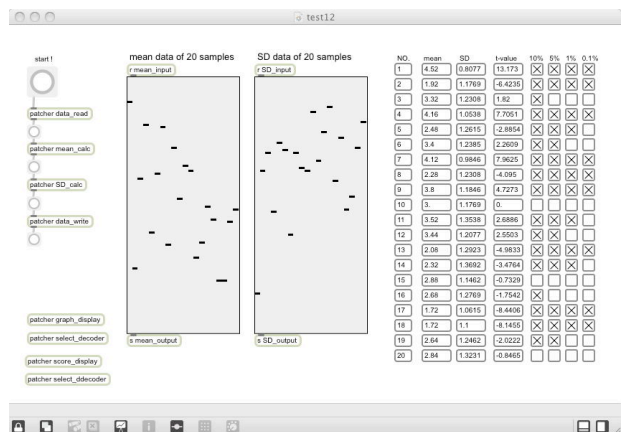 test12
start !
patcher data_read
patcher mean_calc
patcher SD_calc
patcher data_write
patcher graph_display
patcher select_decoder
patcher score_display
patcher select_ddecoder
mean data of 20 samples
r mean_input
s mean_output
SD data of 20 samples
r SD_input
s SD_output
NO. mean SD t-value 10% 5% 1% 0.1%
1 4.52 0.8077 13.173
2 1.92 1.1769 -6.4235
3 3.32 1.2308 1.82
4 4.16 1.0538 7.7051
5 2.48 1.2615 -2.8854
6 3.4 1.2385 2.2609
7 4.12 0.9846 7.9625
8 2.28 1.2308 -4.095
9 3.8 1.1846 4.7273
10 3. 1.1769 0.
11 3.52 1.3538 2.6886
12 3.44 1.2077 2.5503
13 2.08 1.2923 -4.9833
14 2.32 1.3692 -3.4764
15 2.88 1.1462 -0.7329
16 2.68 1.2769 -1.7542
17 1.72 1.0615 -8.4406
18 1.72 1.1 -8.1455
19 2.64 1.2462 -2.0222
20 2.84 1.3231 -0.8465